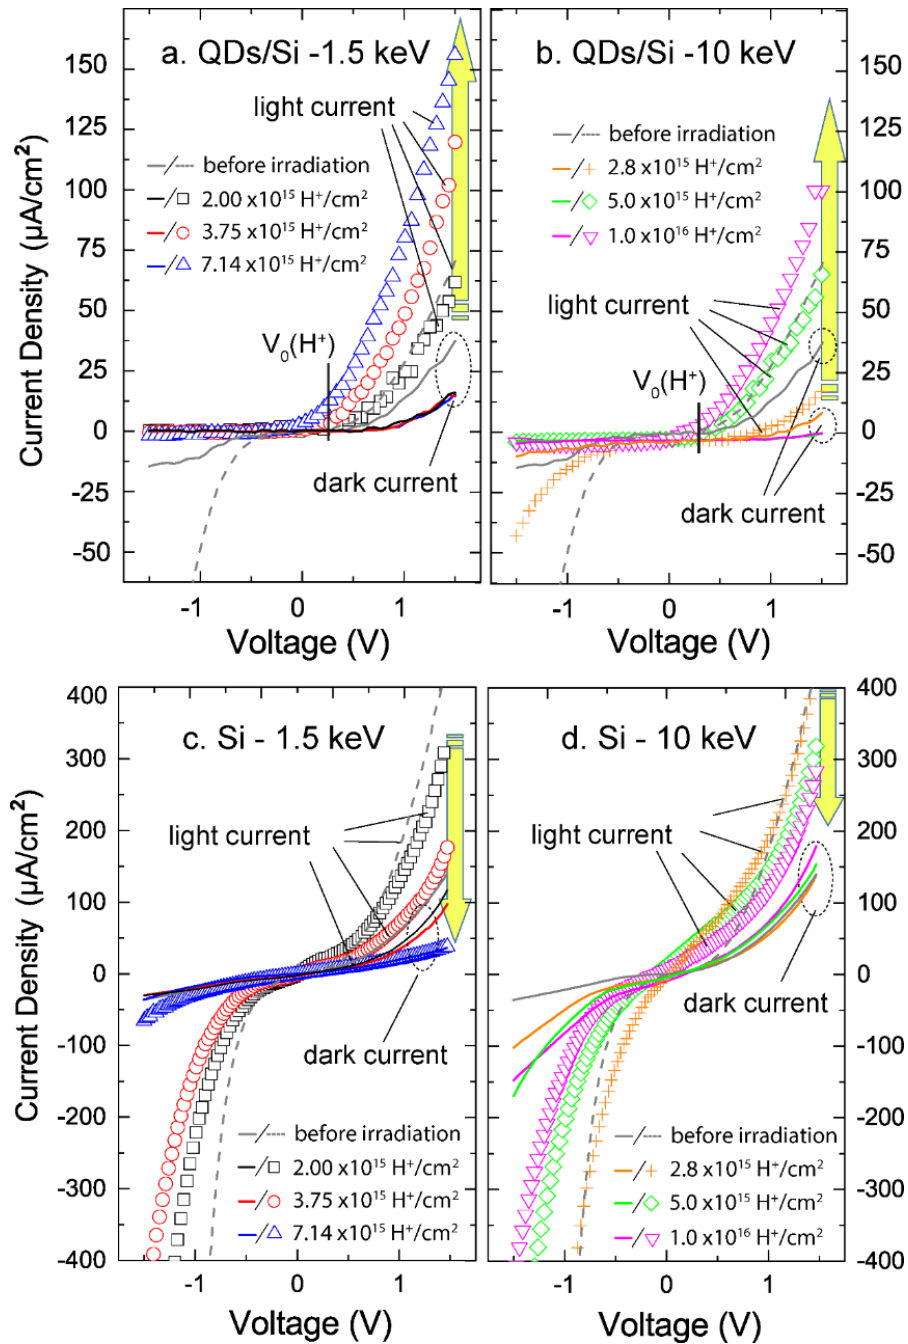 a. QDs/Si -1.5 keV
light current
before irradiation
2.00 x10¹⁵ H⁺/cm²
3.75 x10¹⁵ H⁺/cm²
7.14 x10¹⁵ H⁺/cm²
V₀(H⁺)
dark current
150
125
100
75
50
25
0
-25
-50
Current Density (µA/cm²)
-1
0
1
Voltage (V)
b. QDs/Si -10 keV
before irradiation
2.8 x10¹⁵ H⁺/cm²
5.0 x10¹⁵ H⁺/cm²
1.0 x10¹⁶ H⁺/cm²
light current
V₀(H⁺)
dark current
150
125
100
75
50
25
0
-25
-50
-1
0
1
Voltage (V)
c. Si - 1.5 keV
light current
dark current
before irradiation
2.00 x10¹⁵ H⁺/cm²
3.75 x10¹⁵ H⁺/cm²
7.14 x10¹⁵ H⁺/cm²
400
300
200
100
0
-100
-200
-300
-400
Current Density (µA/cm²)
-1
0
1
Voltage (V)
d. Si - 10 keV
light current
dark current
before irradiation
2.8 x10¹⁵ H⁺/cm²
5.0 x10¹⁵ H⁺/cm²
1.0 x10¹⁶ H⁺/cm²
400
300
200
100
0
-100
-200
-300
-400
-1
0
1
Voltage (V)